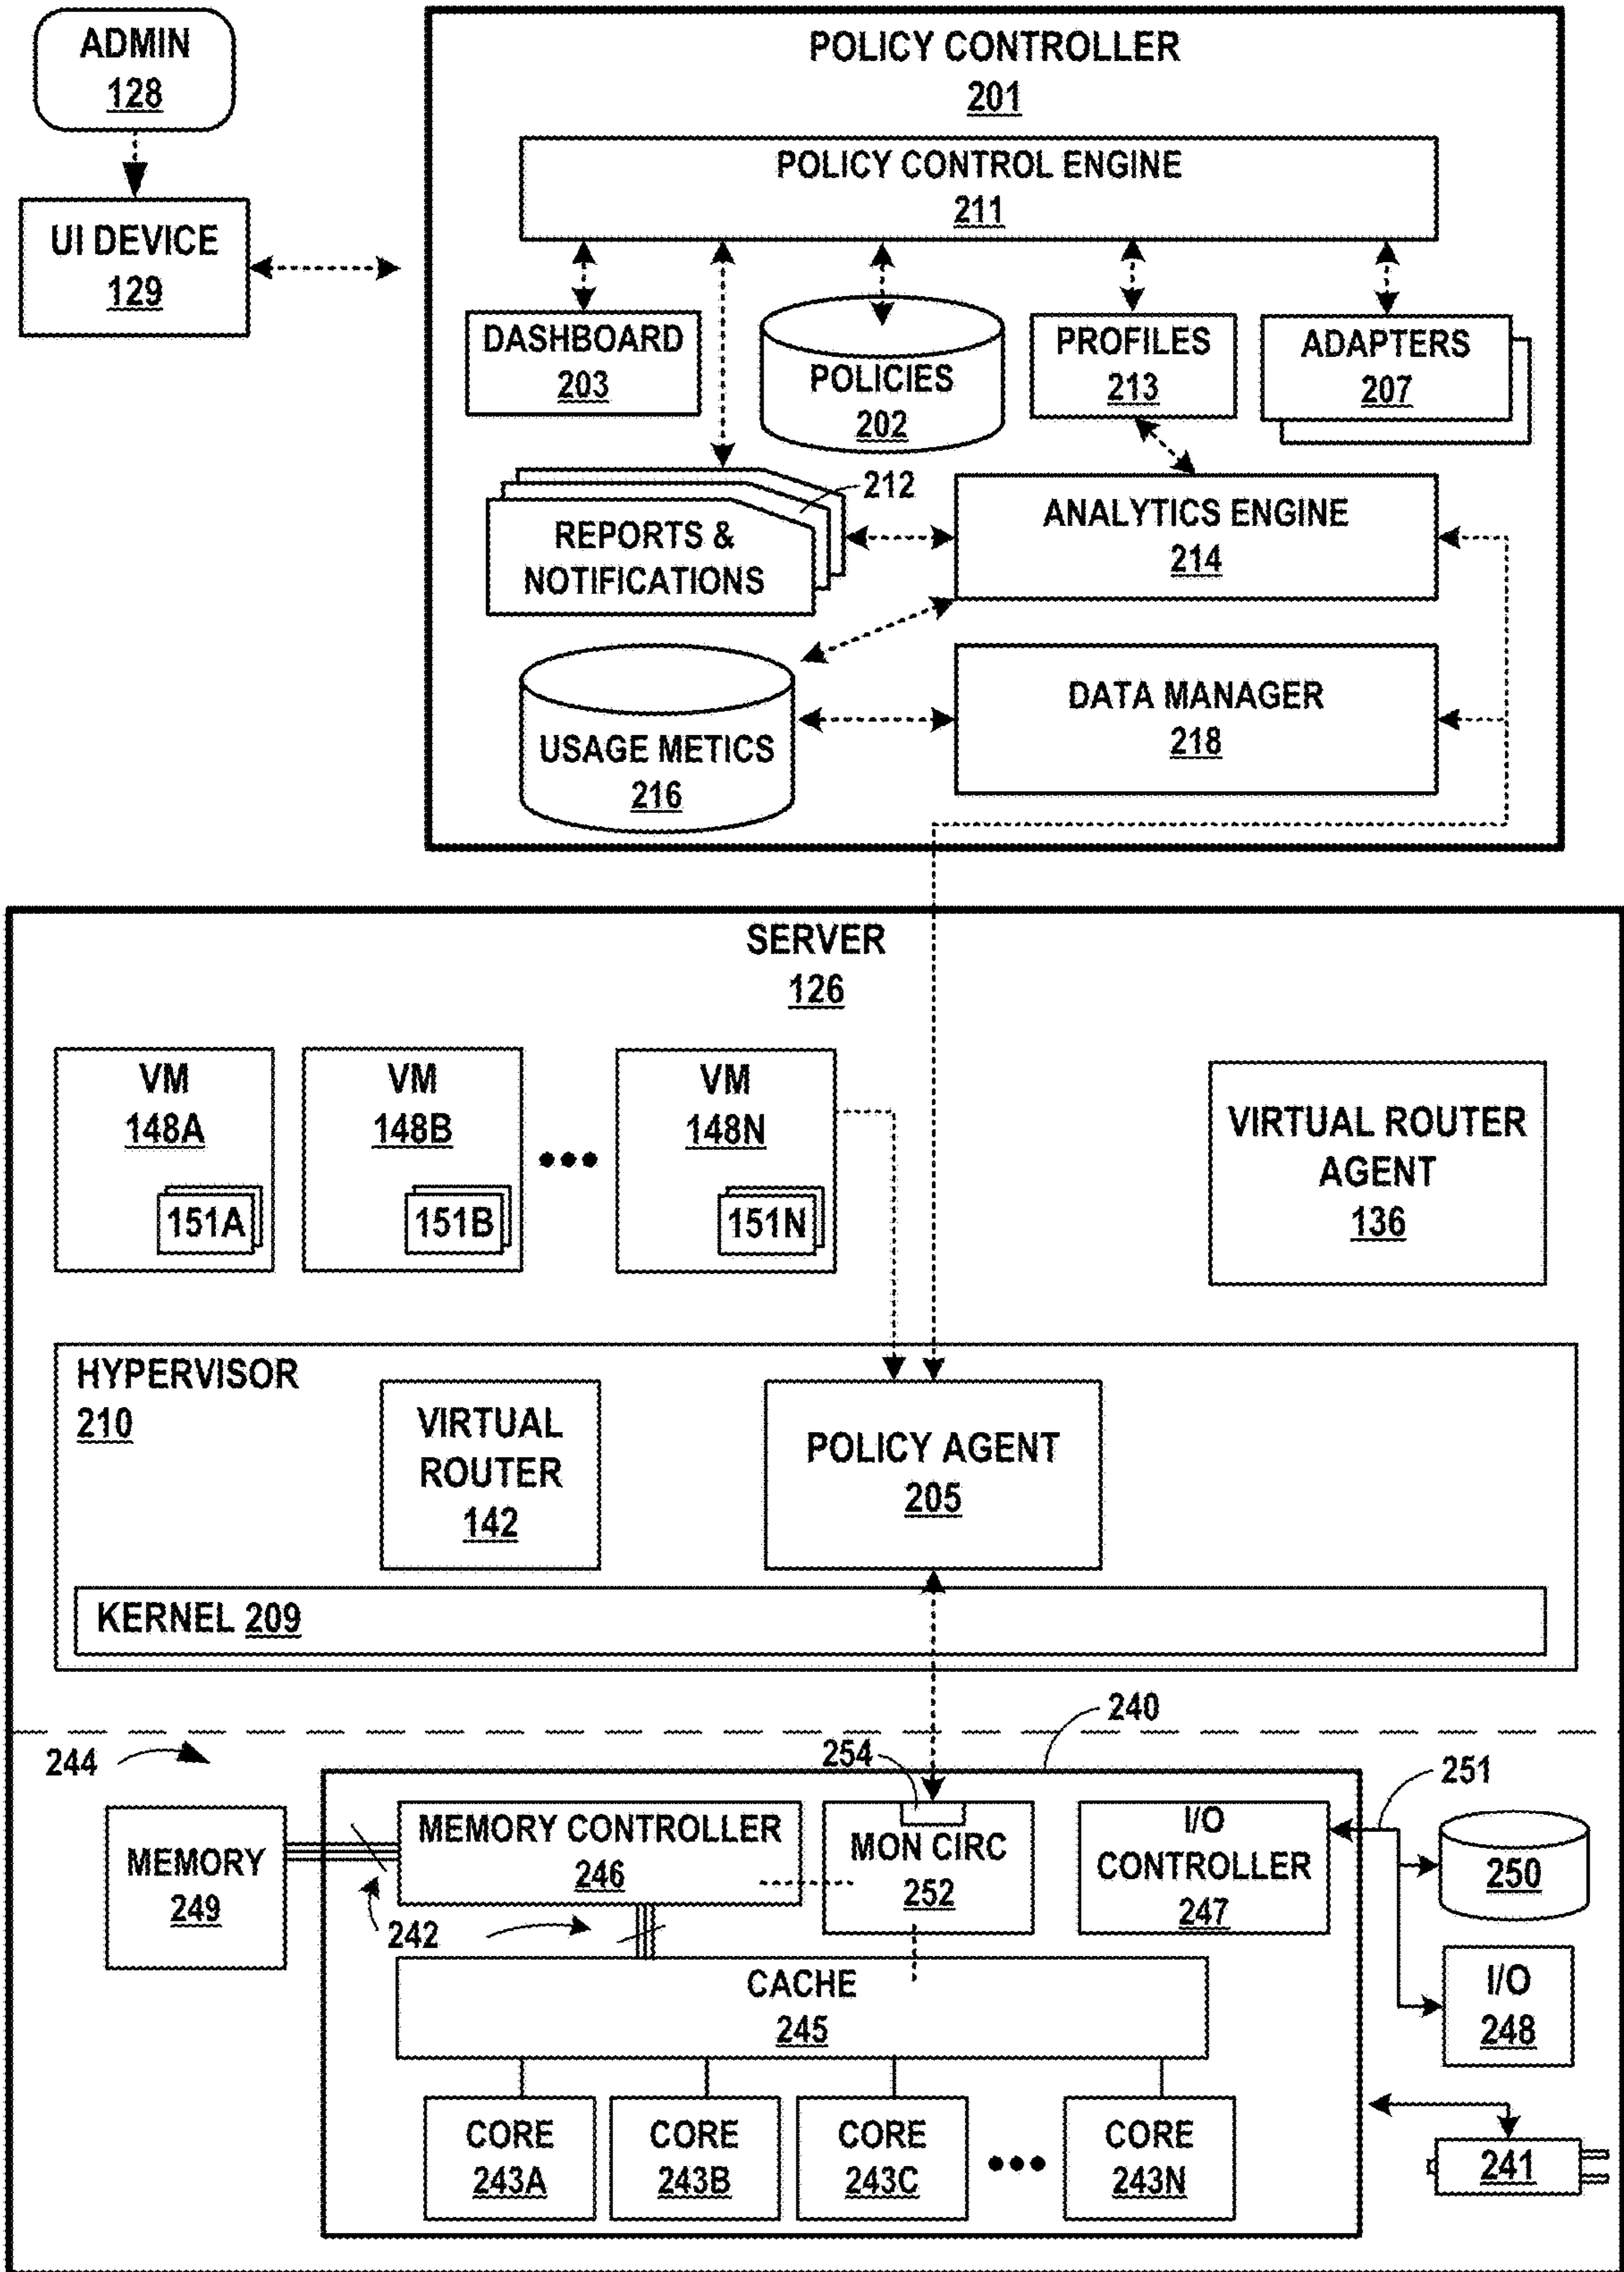 ADMIN
128
UI DEVICE
129
POLICY CONTROLLER
201
POLICY CONTROL ENGINE
211
DASHBOARD
203
POLICIES
202
PROFILES
213
ADAPTERS
207
212
REPORTS &
NOTIFICATIONS
ANALYTICS ENGINE
214
USAGE METICS
216
DATA MANAGER
218
SERVER
126
VM
148A
151A
VM
148B
151B
VM
148N
151N
VIRTUAL ROUTER
AGENT
136
HYPERVISOR
210
VIRTUAL
ROUTER
142
POLICY AGENT
205
KERNEL 209
240
244
254
251
MEMORY
249
MEMORY CONTROLLER
246
MON CIRC
252
I/O
CONTROLLER
247
250
242
CACHE
245
I/O
248
CORE
243A
CORE
243B
CORE
243C
CORE
243N
241